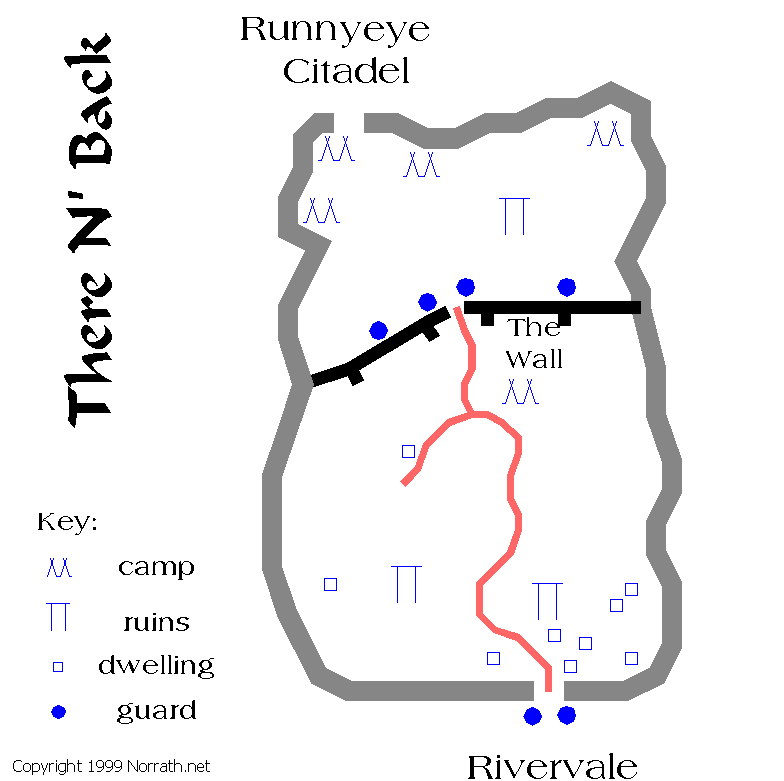 There N' Back
Runnyeye
Citadel
The
Wall
Key:
camp
ruins
dwelling
guard
Copyright 1999 Norrath.net
Rivervale